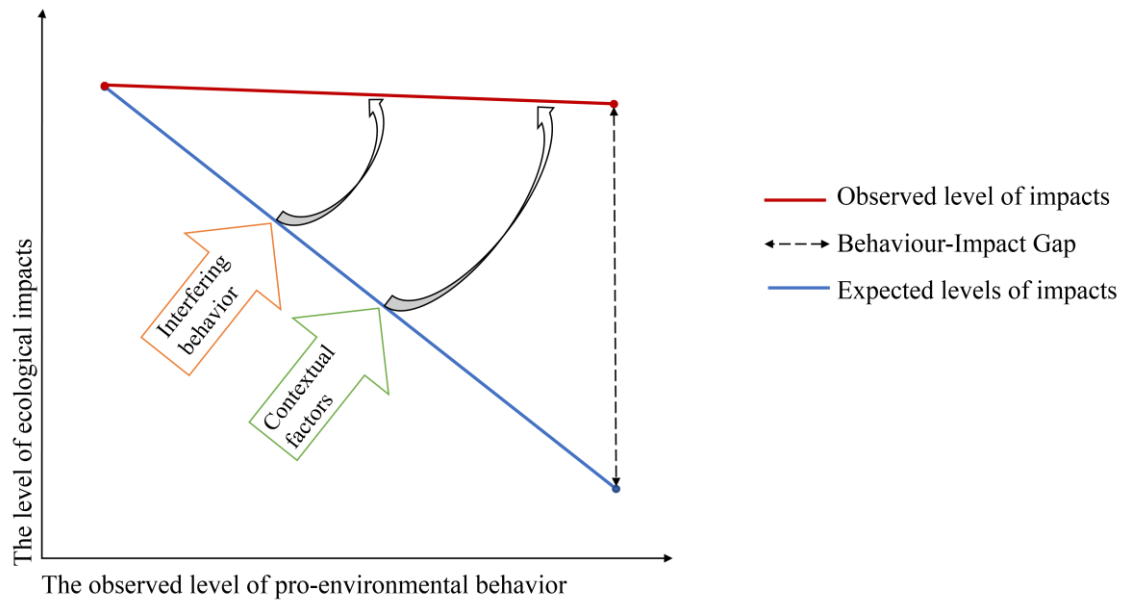 The level of ecological impacts
Interfering
behavior
Contextual
factors
The observed level of pro-environmental behavior
Observed level of impacts
Behaviour-Impact Gap
Expected levels of impacts